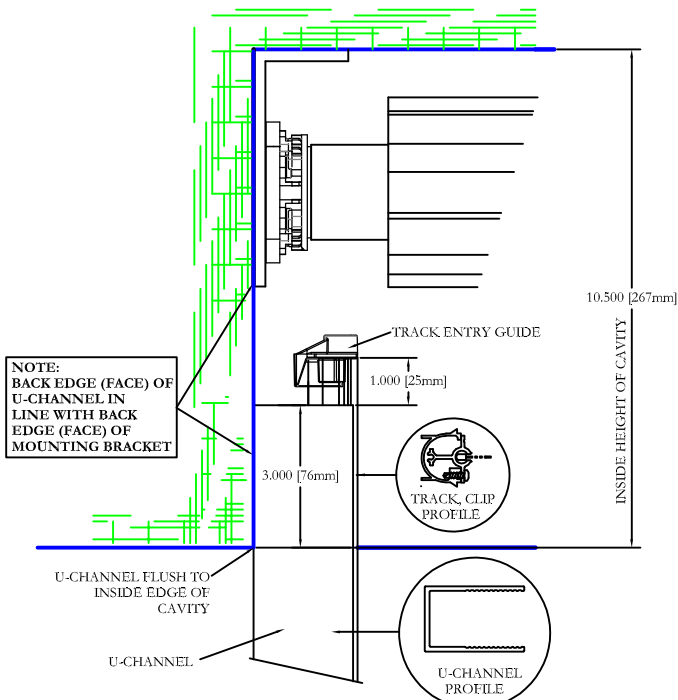 10.500 [267mm]
INSIDE HEIGHT OF CAVITY
TRACK ENTRY GUIDE
1.000 [25mm]
NOTE:
BACK EDGE (FACE) OF
U-CHANNEL IN
LINE WITH BACK
EDGE (FACE) OF
MOUNTING BRACKET
3.000 [76mm]
TRACK, CLIP
PROFILE
U-CHANNEL FLUSH TO
INSIDE EDGE OF
CAVITY
U-CHANNEL
U-CHANNEL
PROFILE